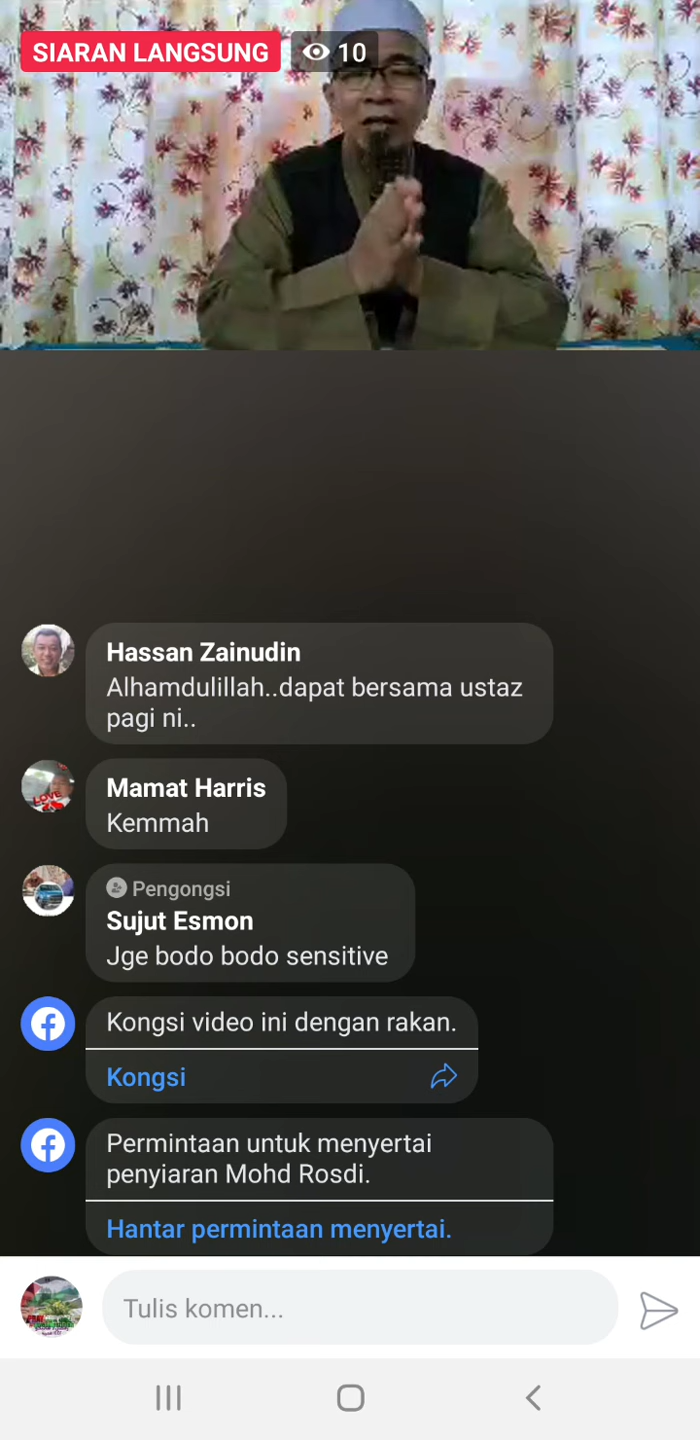 SIARAN LANGSUNG 10
Hassan Zainudin
Alhamdulillah..dapat bersama ustaz
pagi ni..
Mamat Harris
Kemmah
Pengongsi
Sujut Esmon
Jge bodo bodo sensitive
Kongsi video ini dengan rakan.
Kongsi
Permintaan untuk menyertai
penyiaran Mohd Rosdi.
Hantar permintaan menyertai.
Tulis komen...